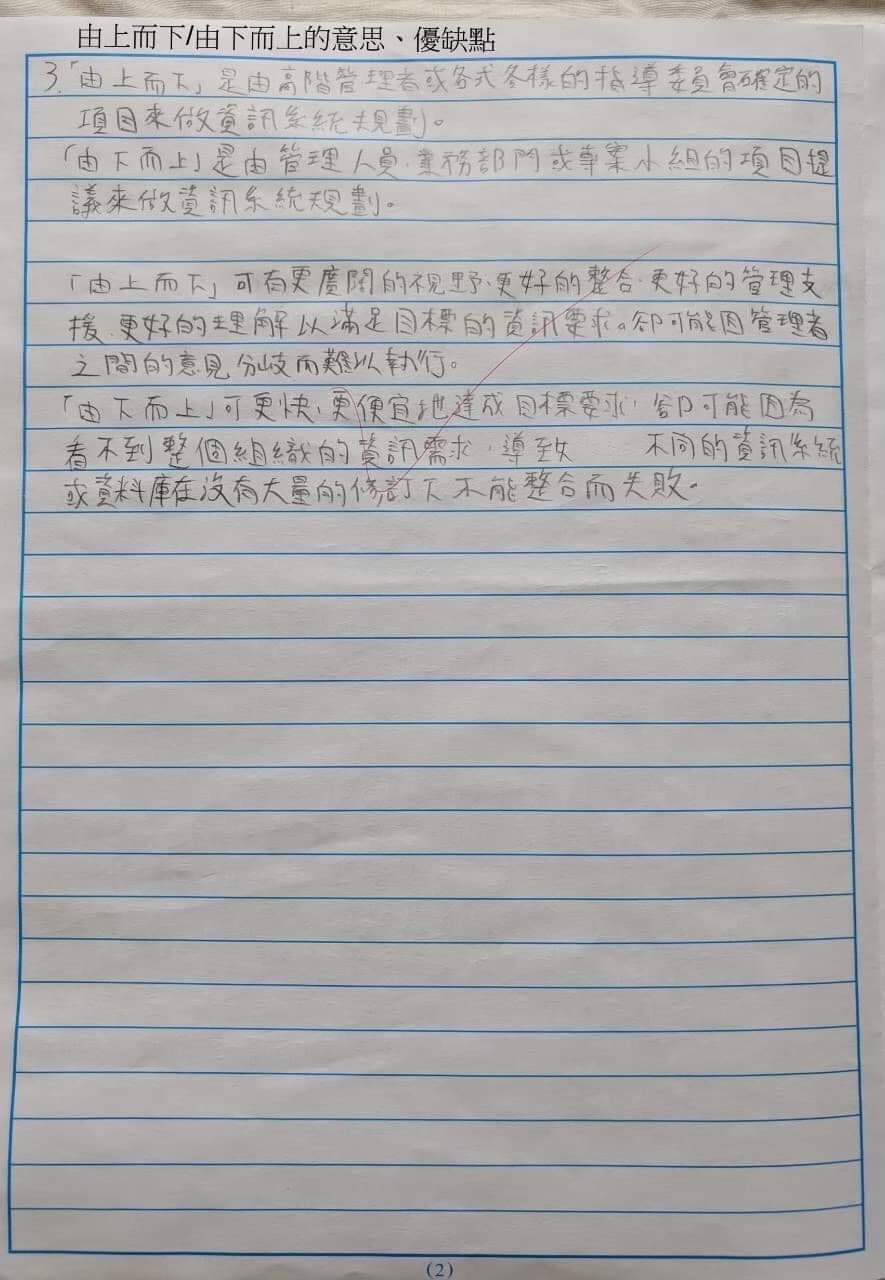 由上而下/由下而上的意思、優缺點
3.「由上而下」是由高階管理者或各式各樣的指導委員會確定的
項目來做資訊系統規劃。
「由下而上」是由管理人員、業務部門或專案小組的項目提
議來做資訊系統規劃。
「由上而下」可有更廣闊的視野、更好的整合、更好的管理支
援、更好的理解以滿足目標的資訊要求。卻可能因管理者
之間的意見分歧而難以執行。
「由下而上」可更快、更便宜地達成目標要求,卻可能因為
看不到整個組織的資訊需求,導致 不同的資訊系統
或資料庫在沒有大量的修訂下不能整合而失敗。
(2)